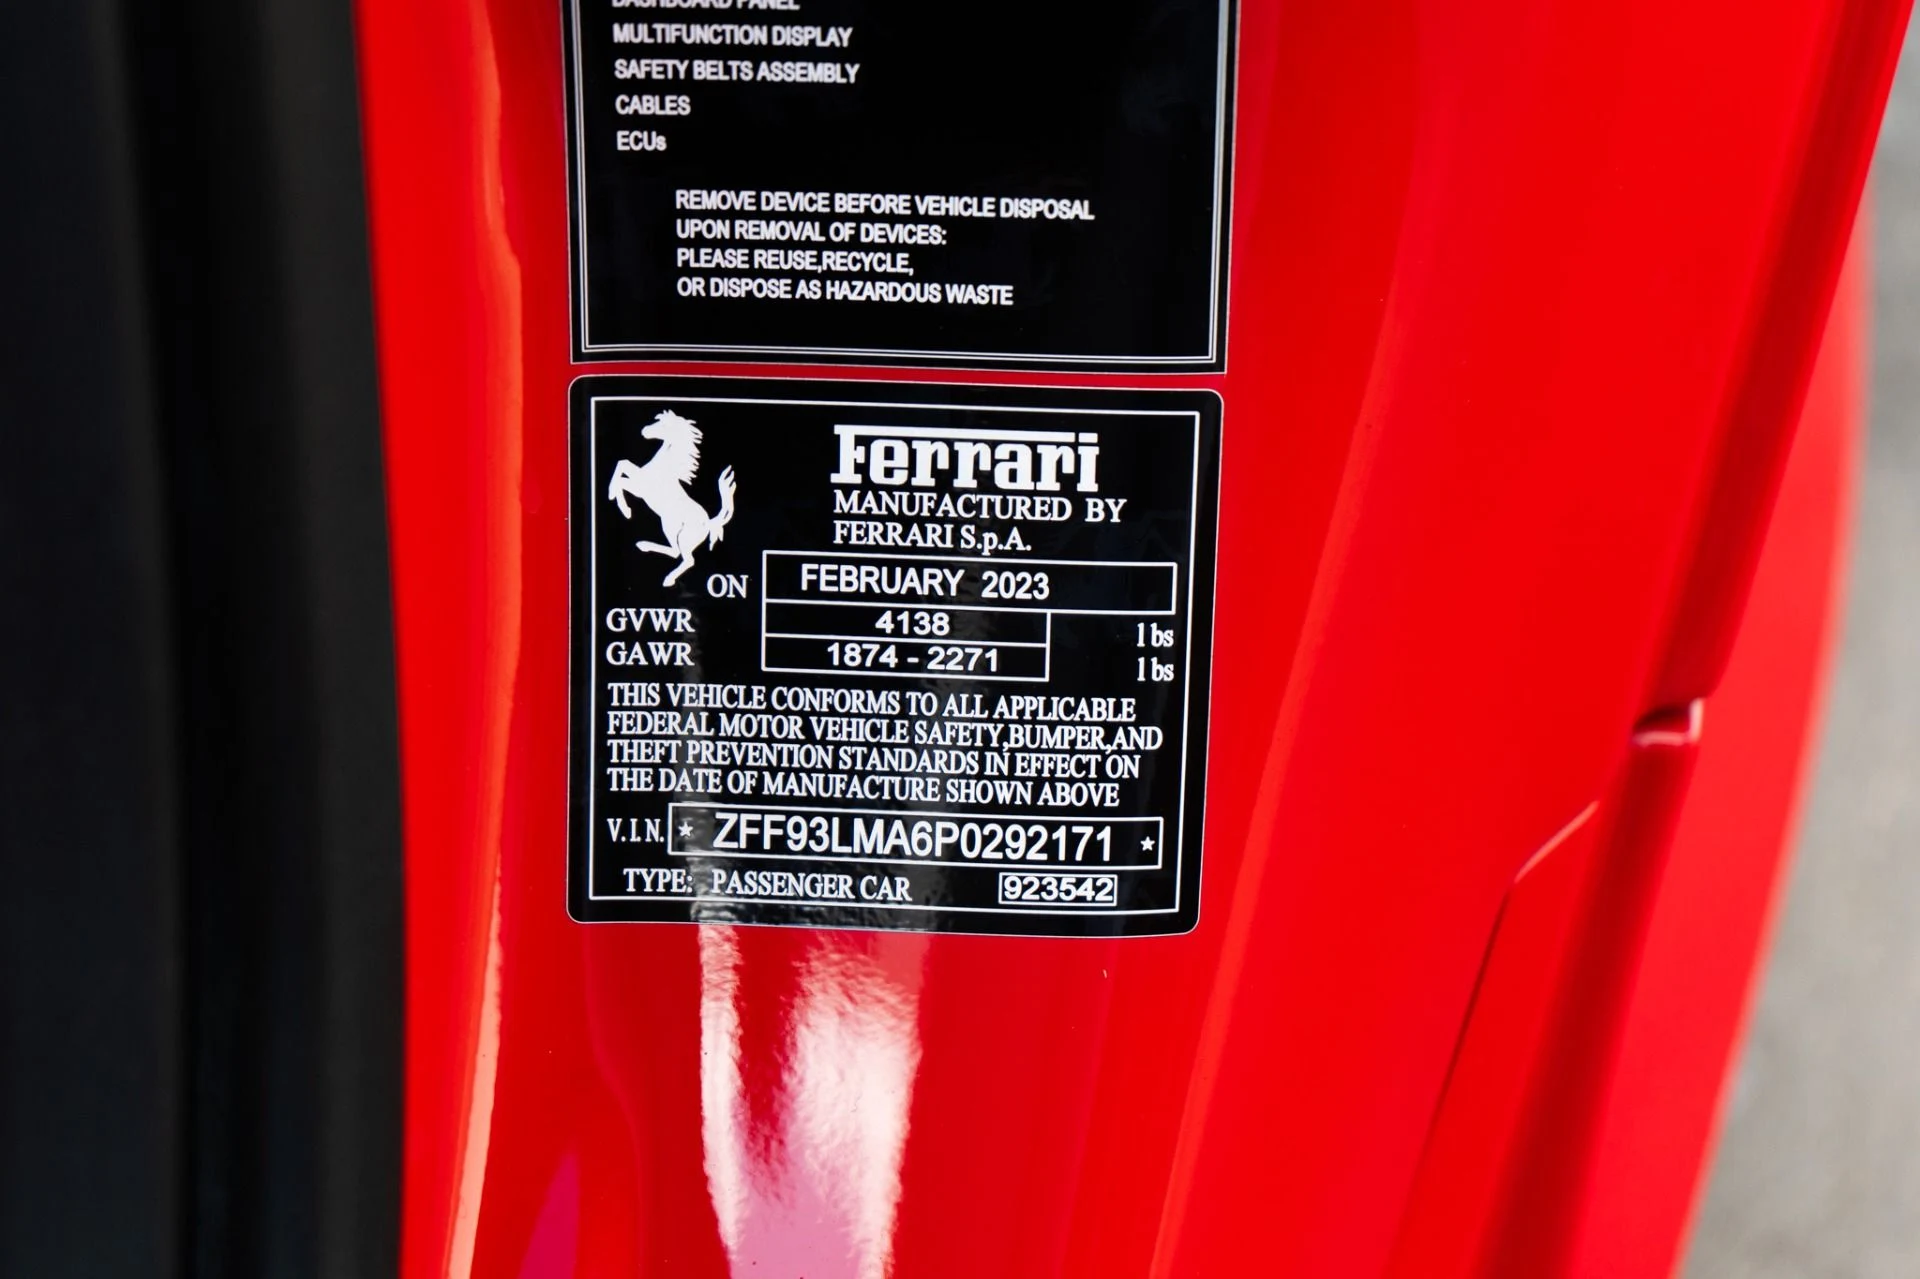 DASHBOARD PANEL
MULTIFUNCTION DISPLAY
SAFETY BELTS ASSEMBLY
CABLES
ECUs
REMOVE DEVICE BEFORE VEHICLE DISPOSAL
UPON REMOVAL OF DEVICES:
PLEASE REUSE,RECYCLE,
OR DISPOSE AS HAZARDOUS WASTE
Ferrari
MANUFACTURED BY
FERRARI S.p.A.
ON FEBRUARY 2023
GVWR 4138 lbs
GAWR 1874 - 2271 lbs
THIS VEHICLE CONFORMS TO ALL APPLICABLE
FEDERAL MOTOR VEHICLE SAFETY,BUMPER,AND
THEFT PREVENTION STANDARDS IN EFFECT ON
THE DATE OF MANUFACTURE SHOWN ABOVE
V.I.N. * ZFF93LMA6P0292171 *
TYPE: PASSENGER CAR 923542